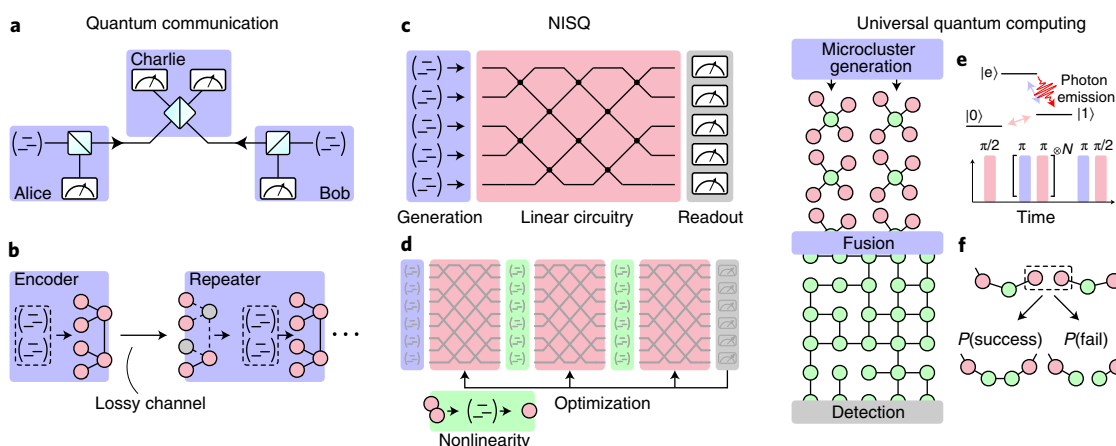 Quantum communication
NISQ
Universal quantum computing
a
Charlie
Alice
Bob
b
Encoder
Repeater
Lossy channel
c
Generation
Linear circuitry
Readout
d
Optimization
Nonlinearity
Microcluster
generation
Fusion
Detection
e
|e⟩
Photon
emission
|0⟩
|1⟩
π/2
π
π
⊗N
π
π/2
Time
f
P(success)
P(fail)